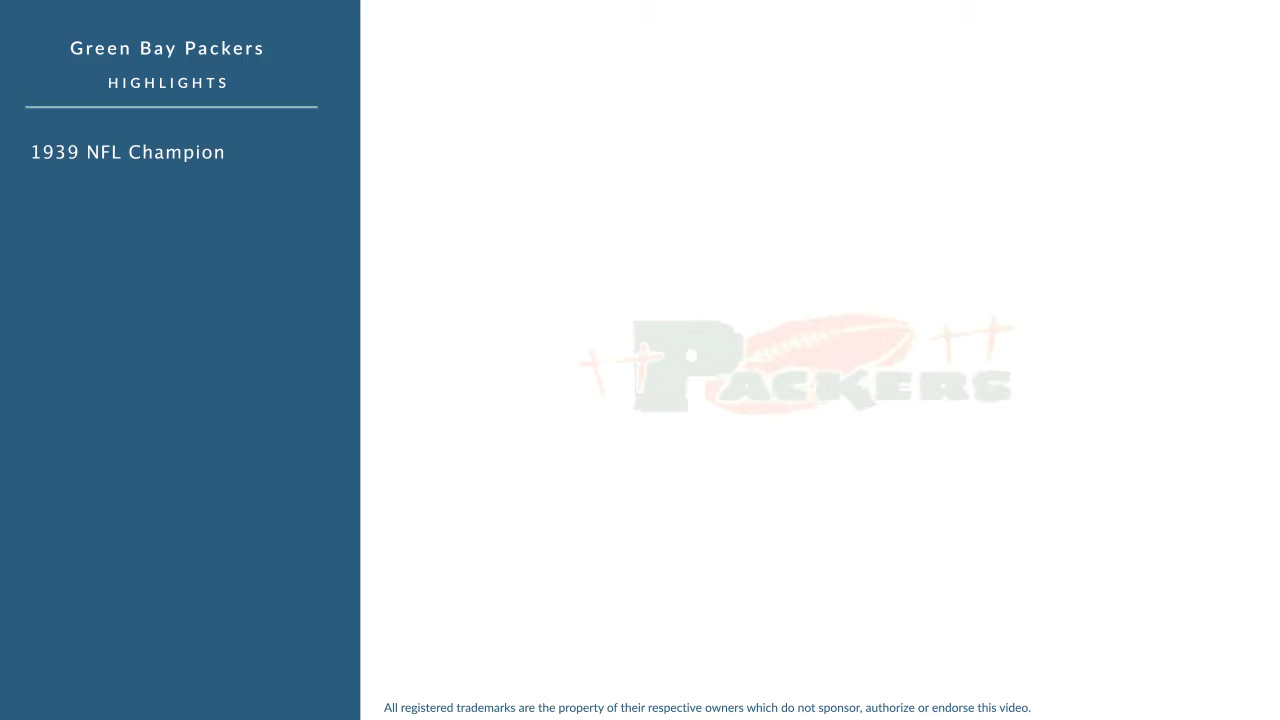 Green Bay Packers
HIGHLIGHTS
1939 NFL Champion
PACKERS
All registered trademarks are the property of their respective owners which do not sponsor, authorize or endorse this video.